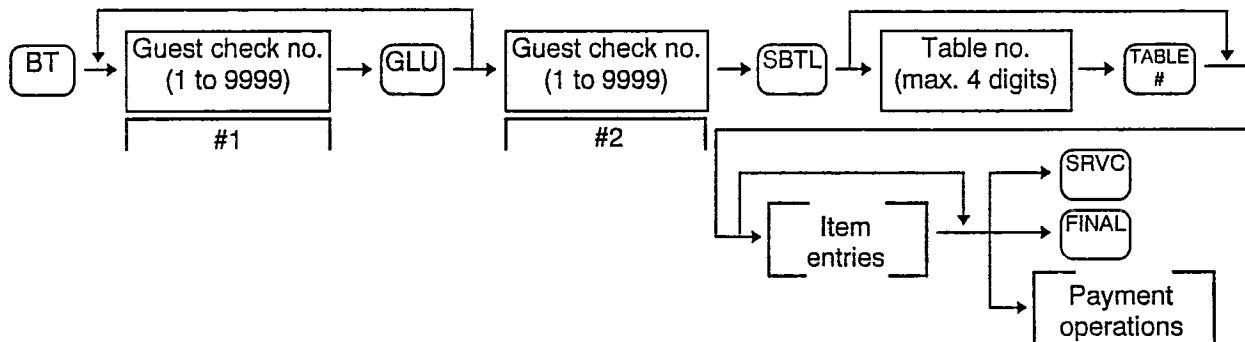 BT
Guest check no.
(1 to 9999)
#1
GLU
Guest check no.
(1 to 9999)
#2
SBTL
Table no.
(max. 4 digits)
TABLE
#
Item
entries
SRVC
FINAL
Payment
operations